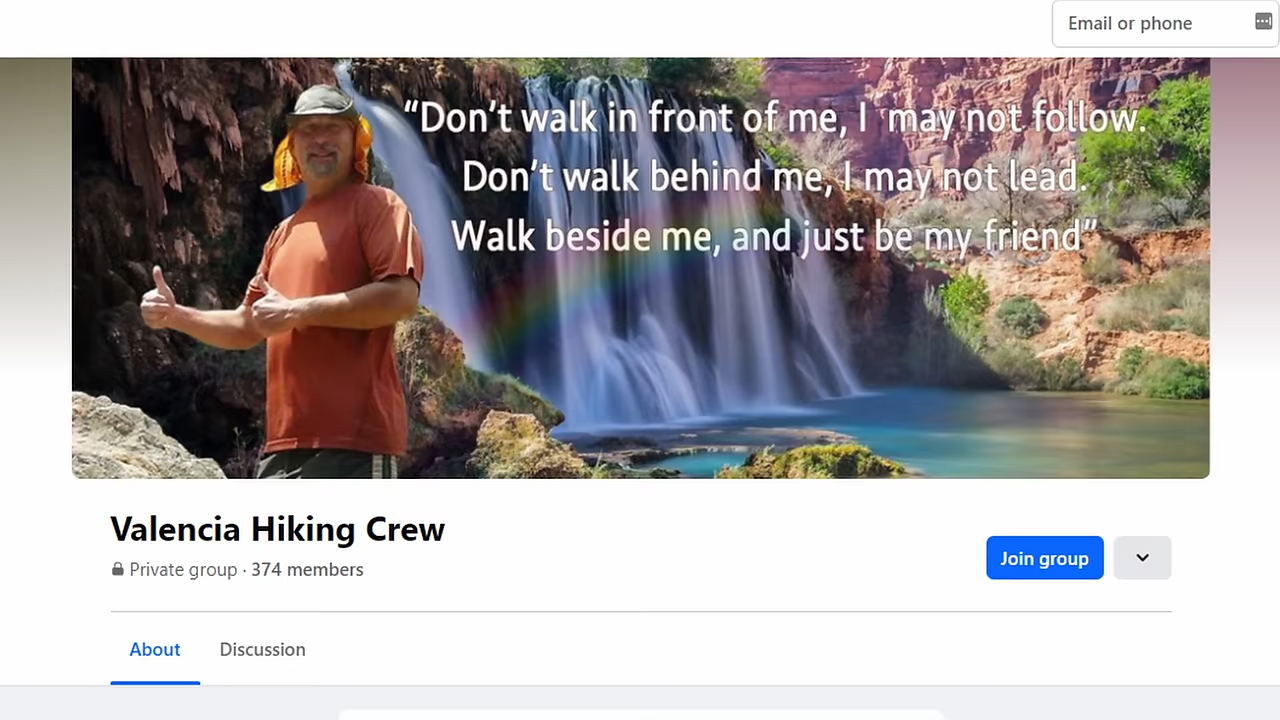 Email or phone
“Don’t walk in front of me, I may not follow.
Don’t walk behind me, I may not lead.
Walk beside me, and just be my friend”
Valencia Hiking Crew
Private group · 374 members
Join group
About
Discussion